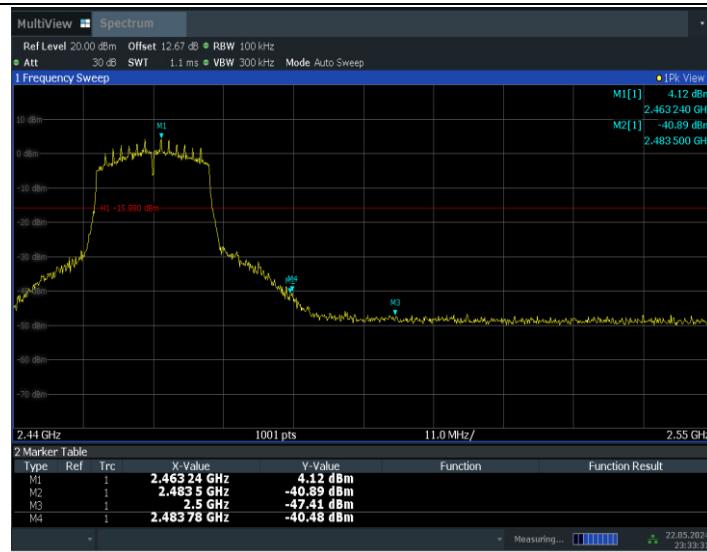 MultiView Spectrum
Ref Level 20.00 dBm Offset 12.67 dB RBW 100 kHz
Att 30 dB SWT 1.1 ms VBW 300 kHz Mode Auto Sweep
1 Frequency Sweep 1Pk View
M1[1] 4.12 dBm
2.463 240 GH
M2[1] -40.89 dBm
2.483 500 GH
10 dBm
M1
0 dBm
-10 dBm
H1 -15.880 dBm
-20 dBm
-30 dBm
M4
M3
-50 dBm
-60 dBm
-70 dBm
2.44 GHz 1001 pts 11.0 MHz/ 2.55 GH
2 Marker Table
Type Ref Trc X-Value Y-Value Function Function Result
M1 1 2.463 24 GHz 4.12 dBm
M2 1 2.483 5 GHz -40.89 dBm
M3 1 2.5 GHz -47.41 dBm
M4 1 2.483 78 GHz -40.48 dBm
Measuring... 22.05.2024
23:33:31